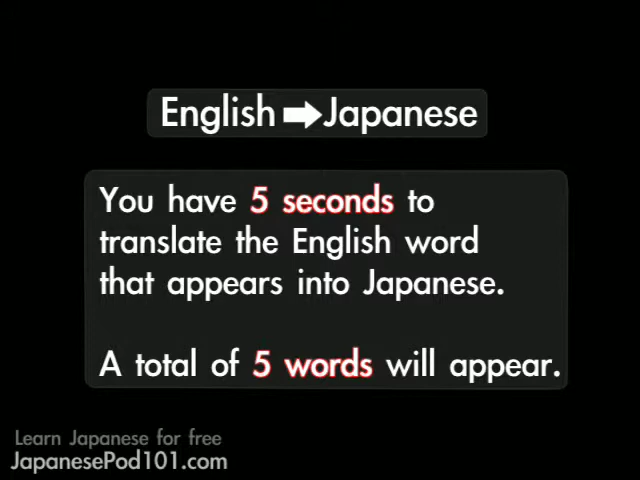 English ➡ Japanese
You have 5 seconds to
translate the English word
that appears into Japanese.
A total of 5 words will appear.
Learn Japanese for free
JapanesePod101.com